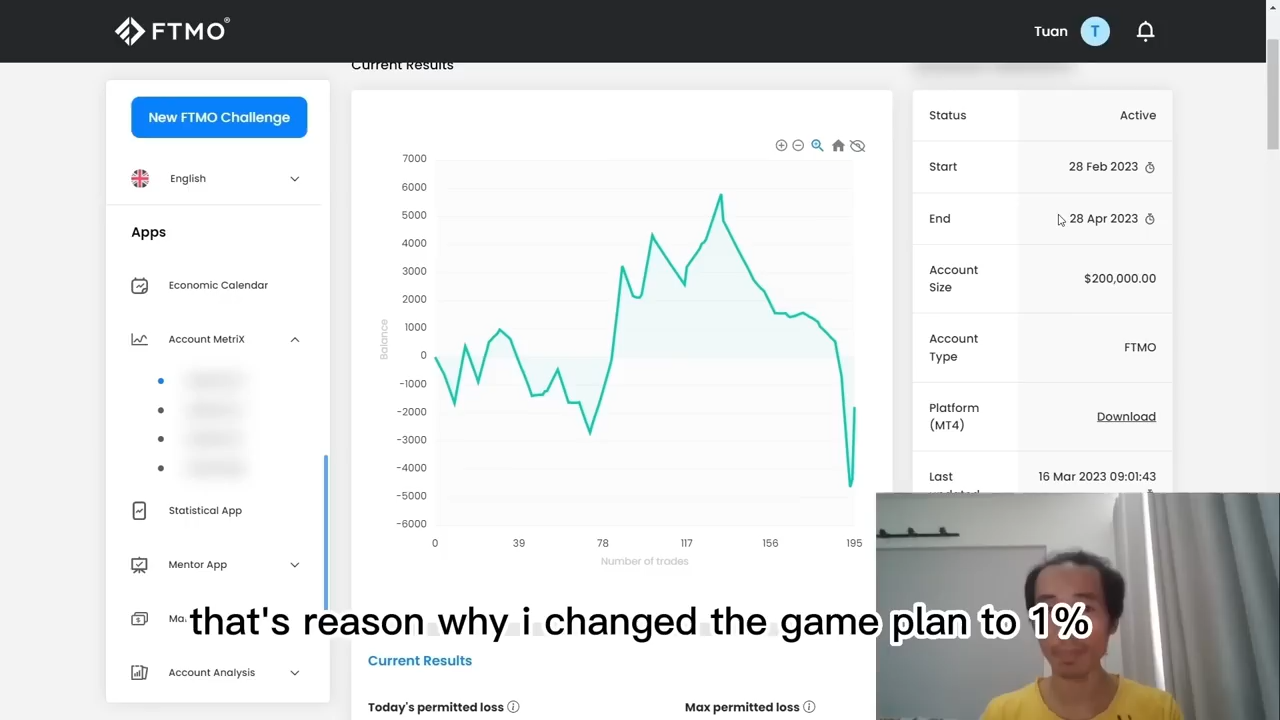 FTMO®
Tuan
T
Current Results
New FTMO Challenge
English
Apps
Economic Calendar
Account MetriX
Statistical App
Mentor App
Account Analysis
7000
6000
5000
4000
3000
2000
1000
0
-1000
-2000
-3000
-4000
-5000
-6000
Balance
0
39
78
117
156
195
Number of trades
Status
Active
Start
28 Feb 2023
End
28 Apr 2023
Account
Size
$200,000.00
Account
Type
FTMO
Platform
(MT4)
Download
Last
updated
16 Mar 2023 09:01:43
that's reason why i changed the game plan to 1%
Current Results
Today's permitted loss
Max permitted loss